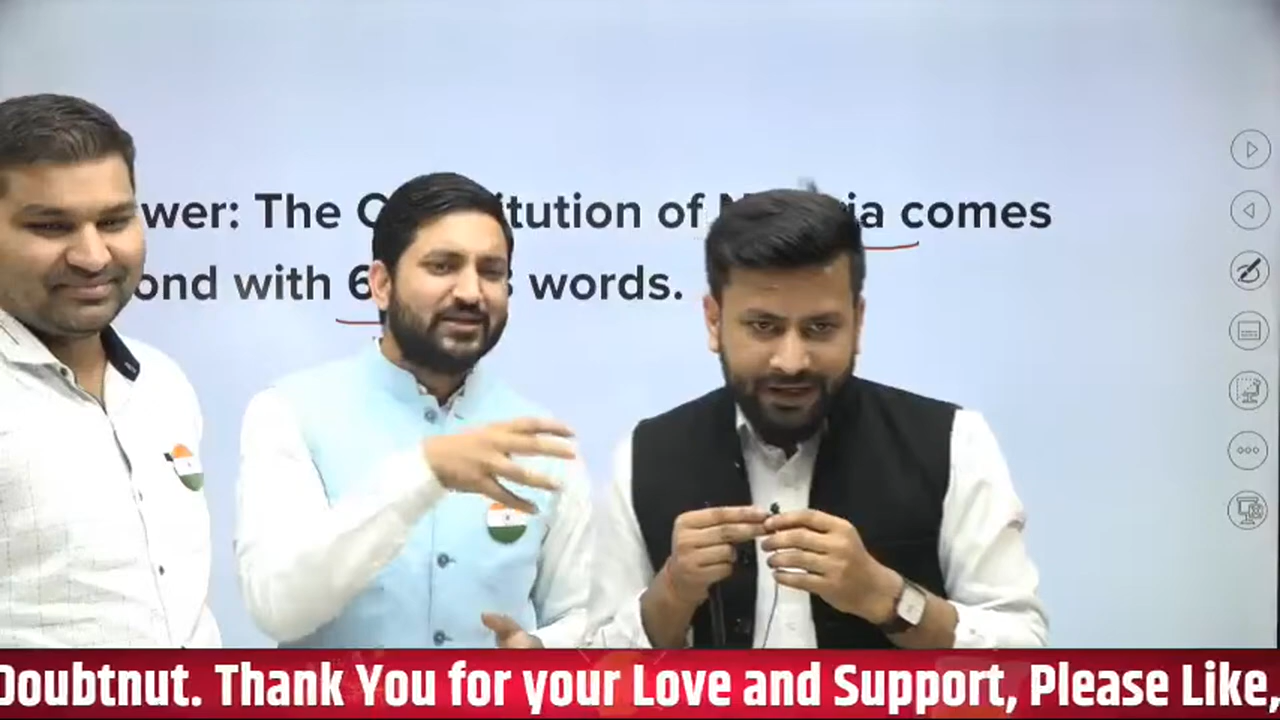 wer: The C itution of N ia comes
ond with 6 words.
Doubtnut. Thank You for your Love and Support, Please Like,